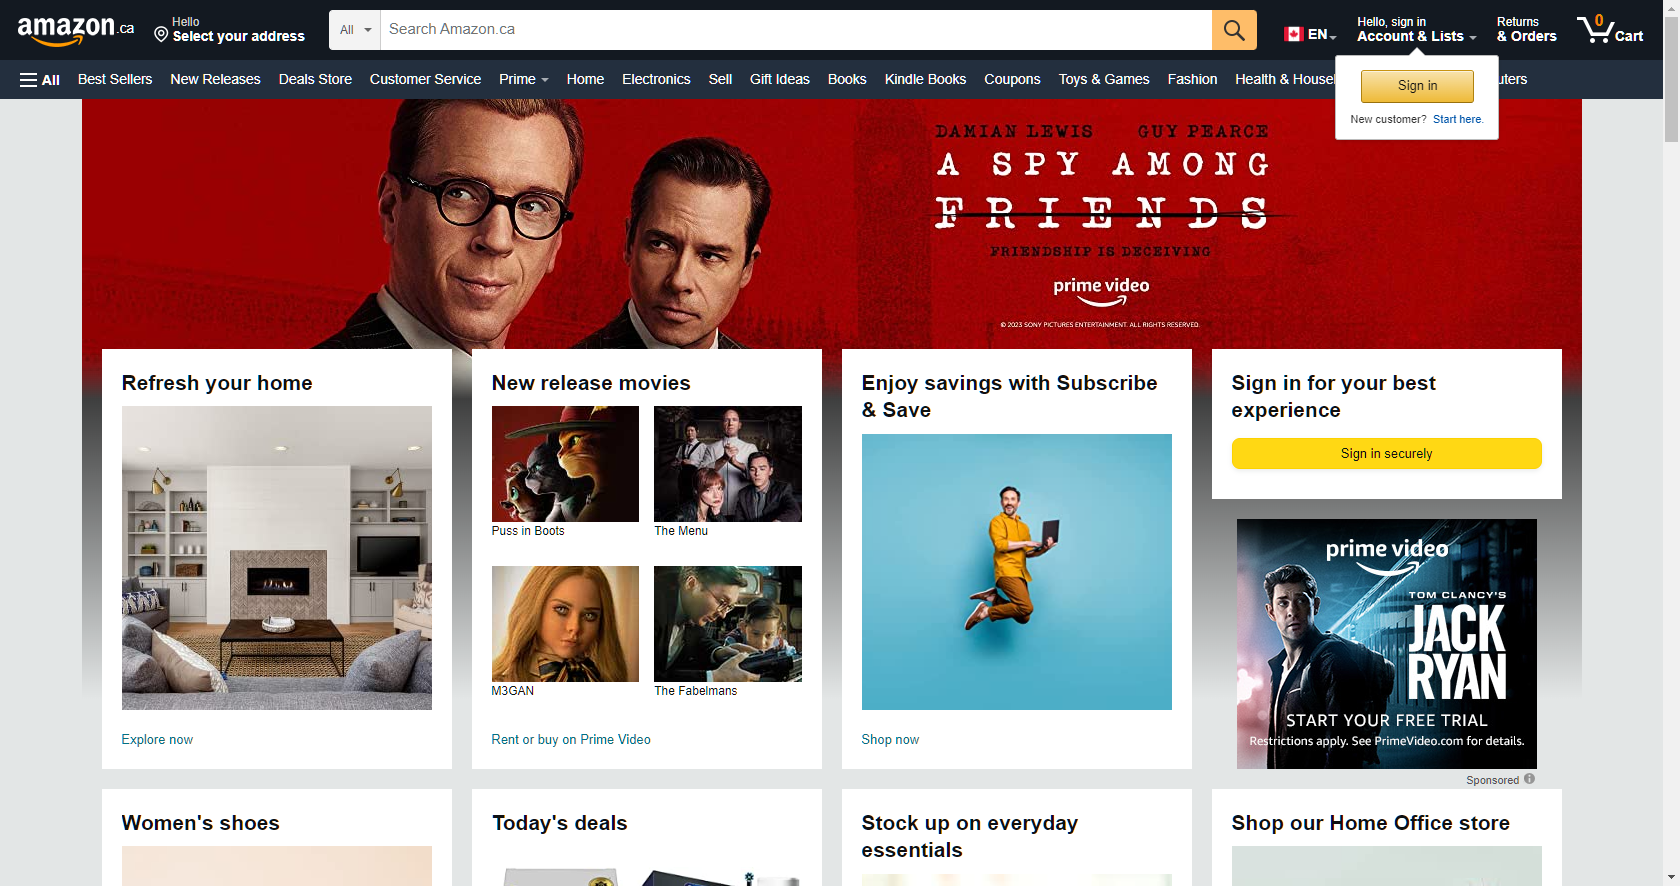 amazon.ca
Hello
Select your address
All
Search Amazon.ca
EN
Hello, sign in
Account & Lists
Returns
& Orders
0
Cart
All
Best Sellers
New Releases
Deals Store
Customer Service
Prime
Home
Electronics
Sell
Gift Ideas
Books
Kindle Books
Coupons
Toys & Games
Fashion
Health &
Sign in
New customer? Start here.
DAMIAN LEWIS GUY PEARCE
A SPY AMONG
FRIENDS
FRIENDSHIP IS DECEIVING
prime video
© 2023 SONY PICTURES ENTERTAINMENT. ALL RIGHTS RESERVED.
Refresh your home
Explore now
New release movies
Puss in Boots
The Menu
M3GAN
The Fabelmans
Rent or buy on Prime Video
Enjoy savings with Subscribe
& Save
Shop now
Sign in for your best
experience
Sign in securely
prime video
TOM CLANCY'S
JACK
RYAN
START YOUR FREE TRIAL
Restrictions apply. See PrimeVideo.com for details.
Sponsored
Women's shoes
Today's deals
Stock up on everyday
essentials
Shop our Home Office store